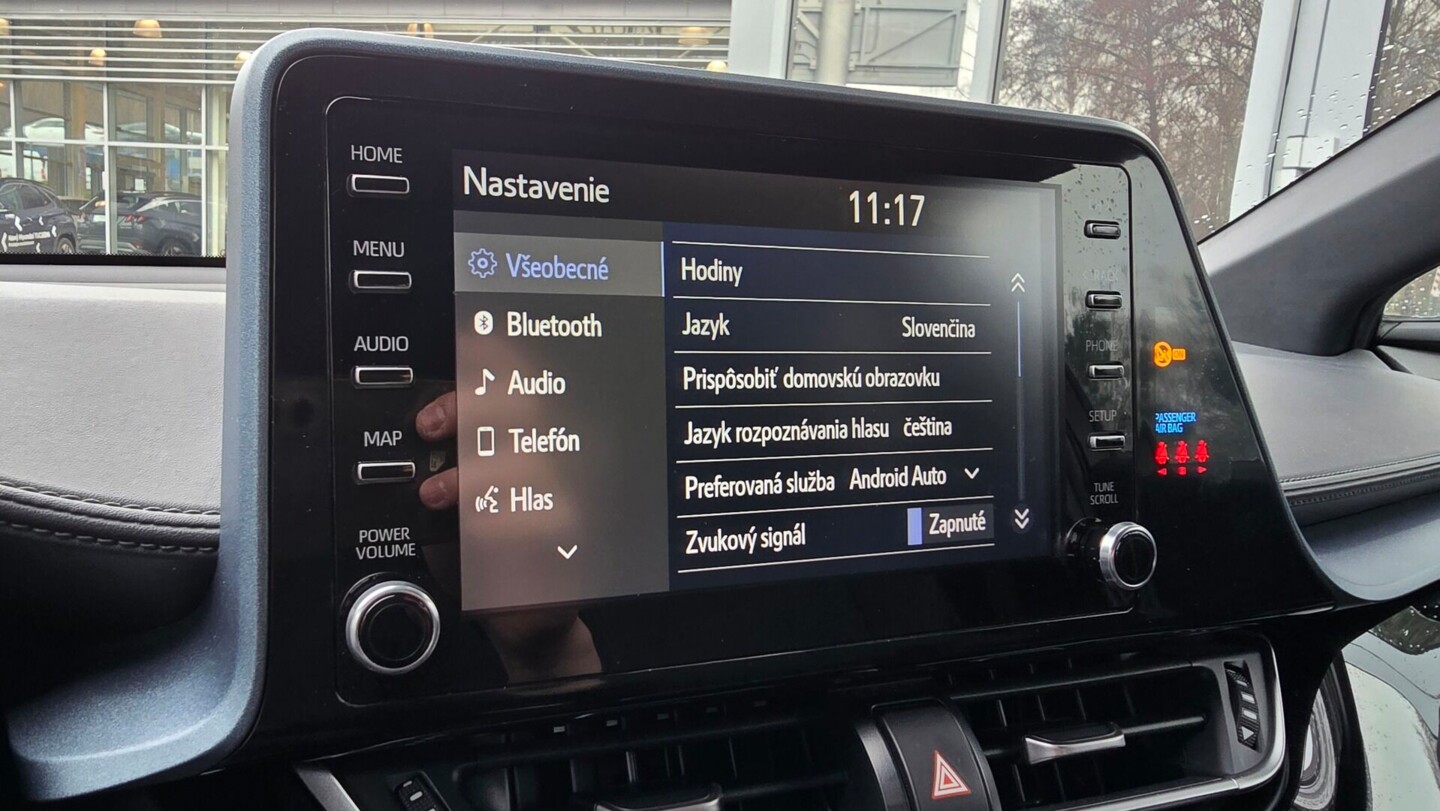 HOME
MENU
AUDIO
MAP
POWER
VOLUME
Nastavenie
11:17
Všeobecné
Bluetooth
Audio
Telefón
Hlas
Hodiny
Jazyk Slovenčina
Prispôsobiť domovskú obrazovku
Jazyk rozpoznávania hlasu čeština
Preferovaná služba Android Auto
Zvukový signál Zapnuté
PHONE
SETUP
TUNE
SCROLL
PASSENGER
AIR BAG